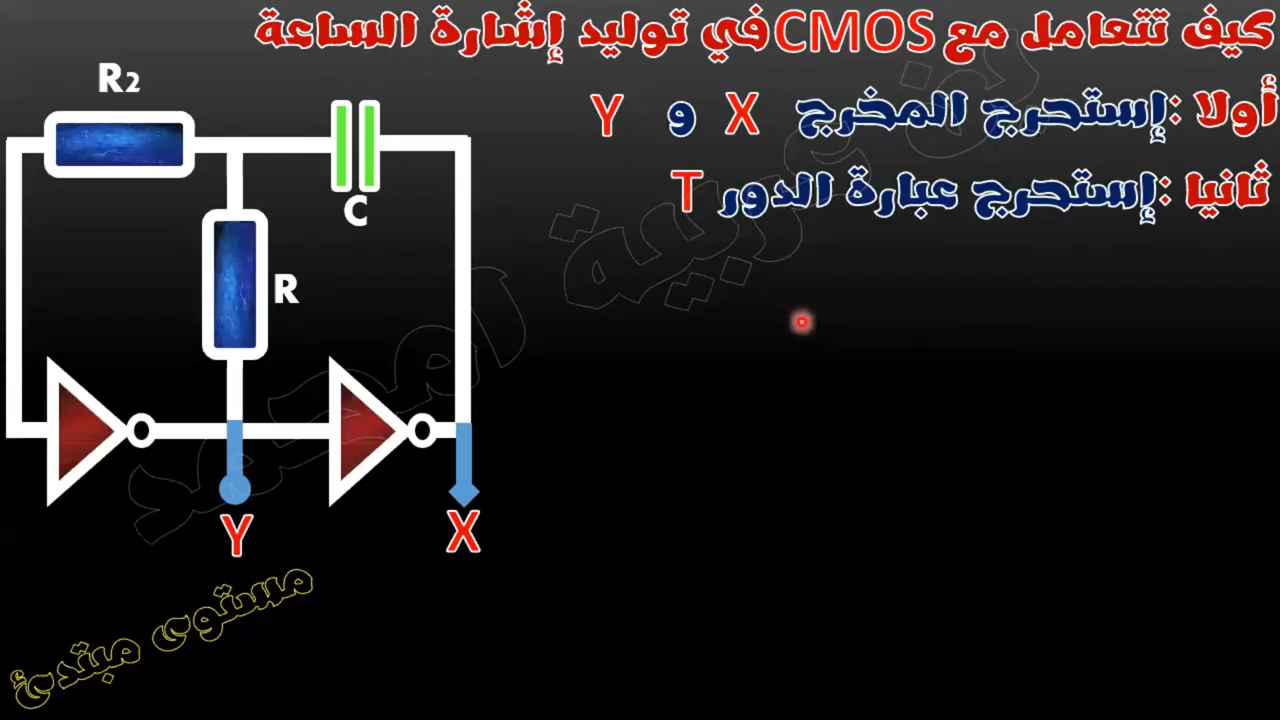 كيف تتعامل مع CMOS في توليد إشارة الساعة
أولا :إستحرج المخرج X و Y
ثانيا :إستحرج عبارة الدور T
R2
C
R
Y
X
مستوى مبتدئ